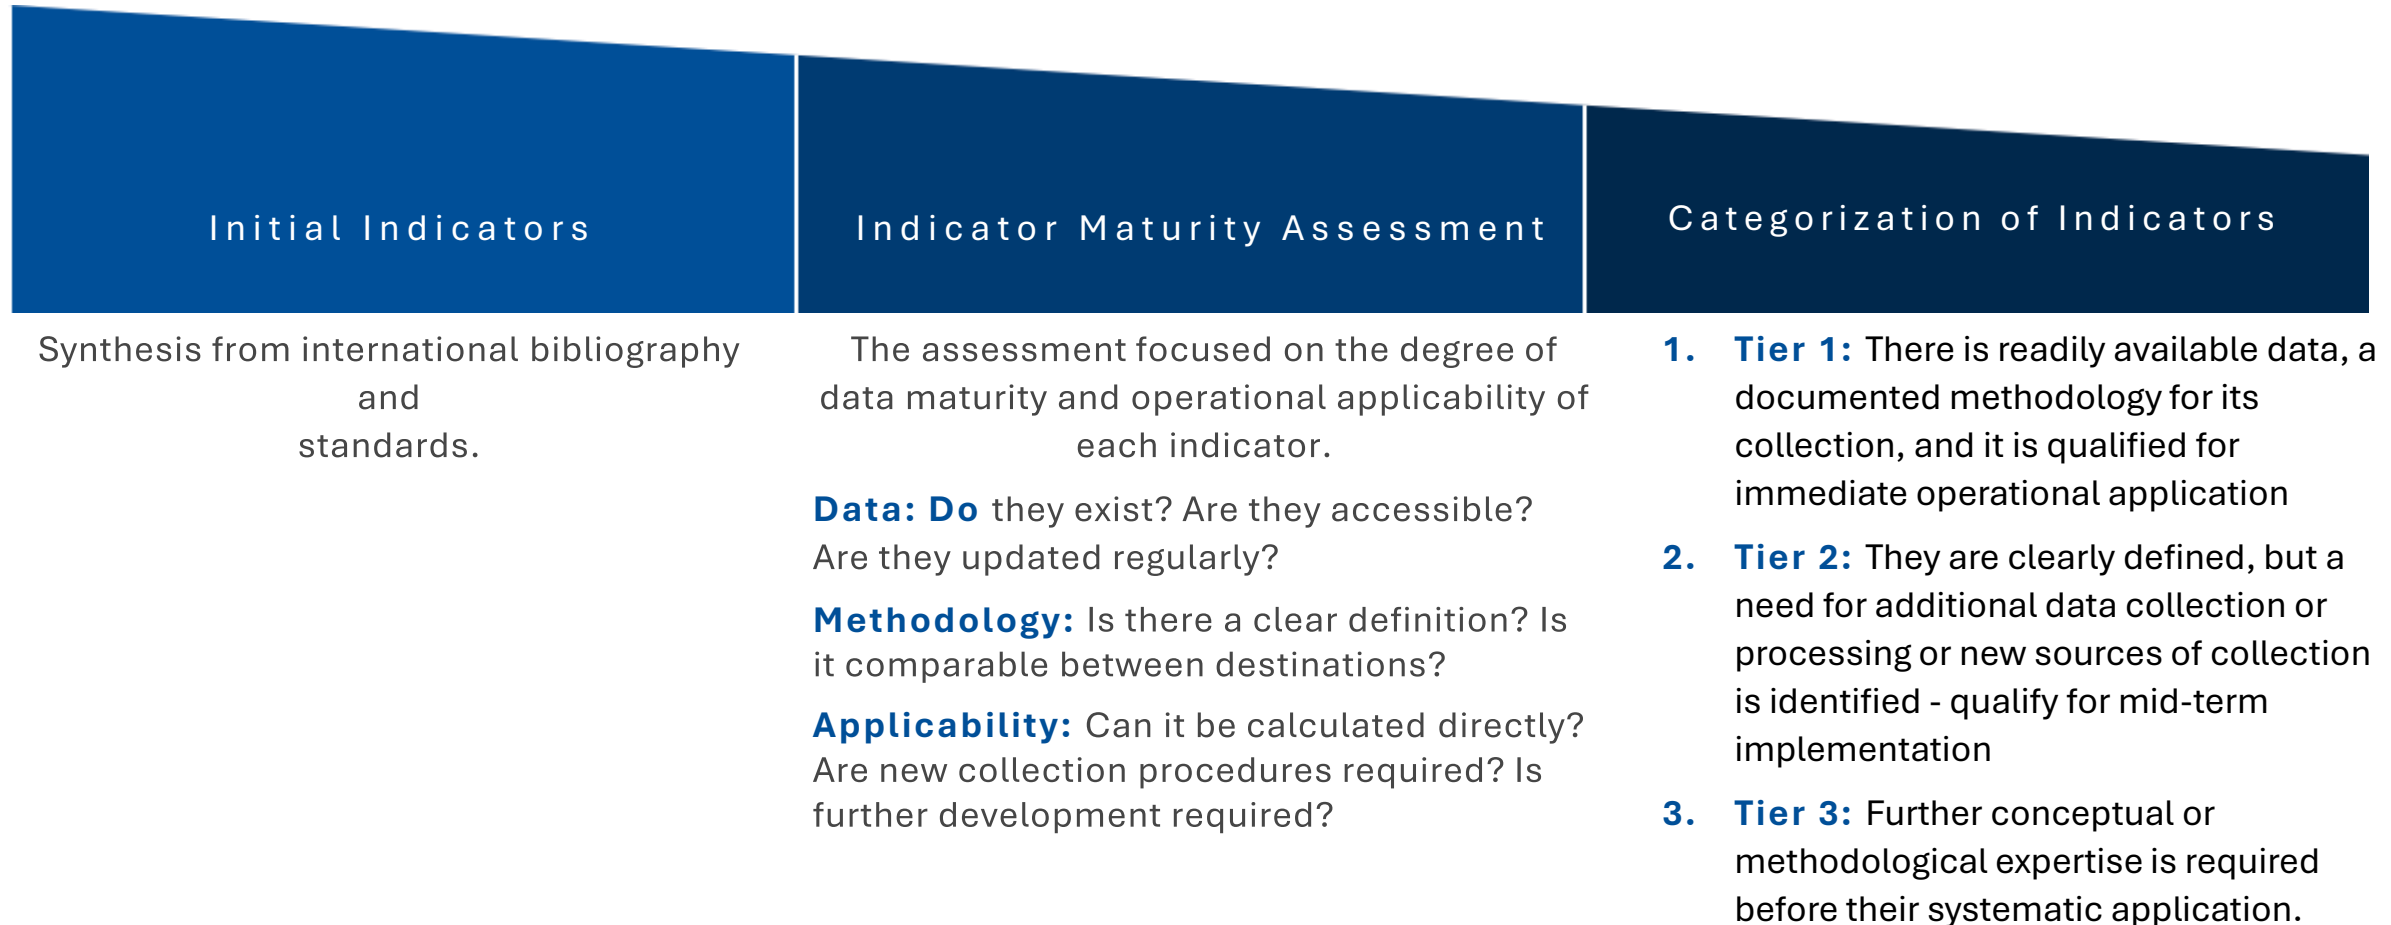 Initial Indicators
Indicator Maturity Assessment
Categorization of Indicators
Synthesis from international bibliography
and
standards.
The assessment focused on the degree of
data maturity and operational applicability of
each indicator.
Data: Do they exist? Are they accessible?
Are they updated regularly?
Methodology: Is there a clear definition? Is
it comparable between destinations?
Applicability: Can it be calculated directly?
Are new collection procedures required? Is
further development required?
1. Tier 1: There is readily available data, a
documented methodology for its
collection, and it is qualified for
immediate operational application
2. Tier 2: They are clearly defined, but a
need for additional data collection or
processing or new sources of collection
is identified - qualify for mid-term
implementation
3. Tier 3: Further conceptual or
methodological expertise is required
before their systematic application.